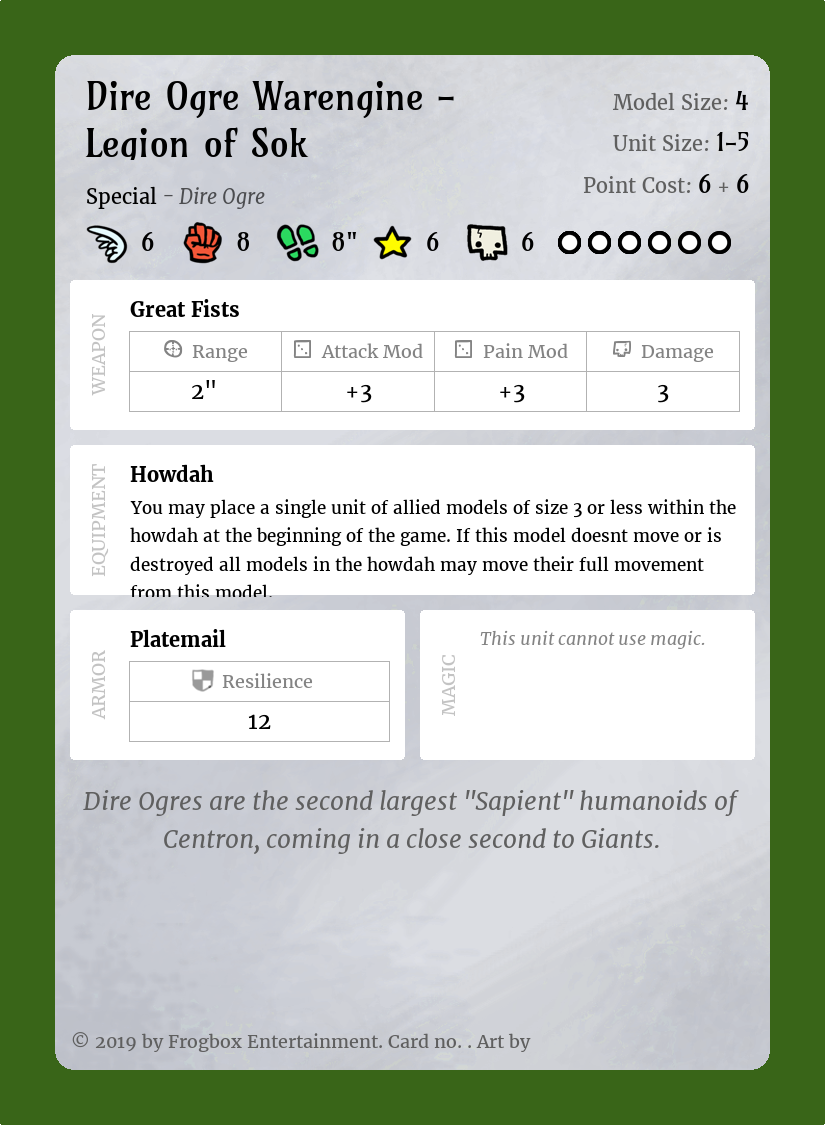 Dire Ogre Warengine -
Legion of Sok
Model Size: 4
Unit Size: 1-5
Point Cost: 6 + 6
Special - Dire Ogre
6 8 8" 6 6
WEAPON
Great Fists
Range Attack Mod Pain Mod Damage
2" +3 +3 3
EQUIPMENT
Howdah
You may place a single unit of allied models of size 3 or less within the
howdah at the beginning of the game. If this model doesnt move or is
destroyed all models in the howdah may move their full movement
from this model.
ARMOR
Platemail
Resilience
12
MAGIC
This unit cannot use magic.
Dire Ogres are the second largest "Sapient" humanoids of
Centron, coming in a close second to Giants.
© 2019 by Frogbox Entertainment. Card no. . Art by